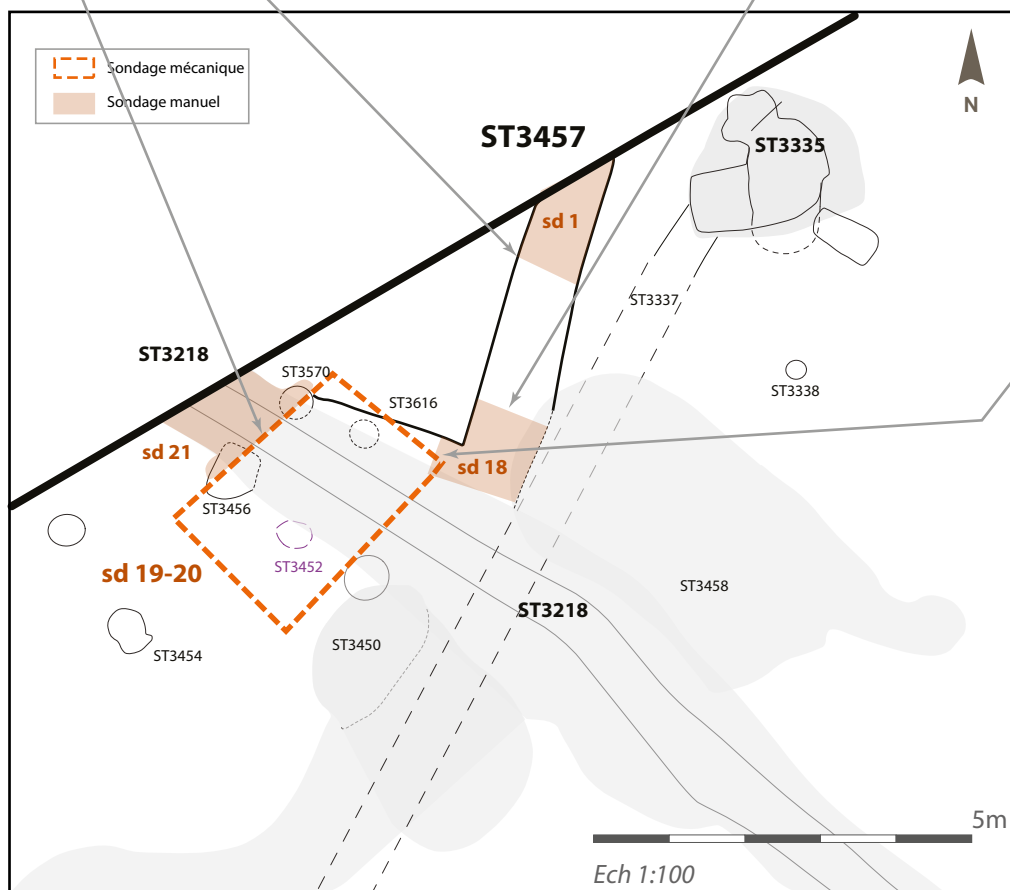 Sondage mécanique
Sondage manuel
N
ST3457
ST3335
sd 1
ST3337
ST3218
ST3570
ST3338
ST3616
sd 21
sd 18
ST3456
ST3452
sd 19-20
ST3458
ST3218
ST3454
ST3450
5m
Ech 1:100